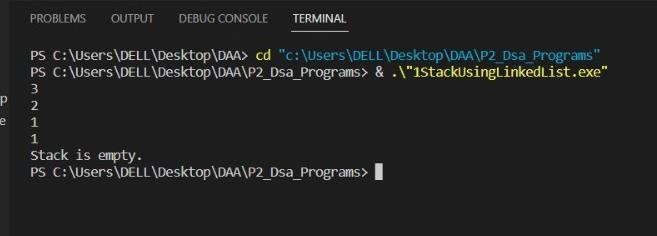 PROBLEMS OUTPUT DEBUG CONSOLE TERMINAL
PS C:\Users\DELL\Desktop\DAA> cd "c:\Users\DELL\Desktop\DAA\P2_Dsa_Programs"
PS C:\Users\DELL\Desktop\DAA\P2_Dsa_Programs> & .\"1StackUsingLinkedList.exe"
3
2
1
1
Stack is empty.
PS C:\Users\DELL\Desktop\DAA\P2_Dsa_Programs>